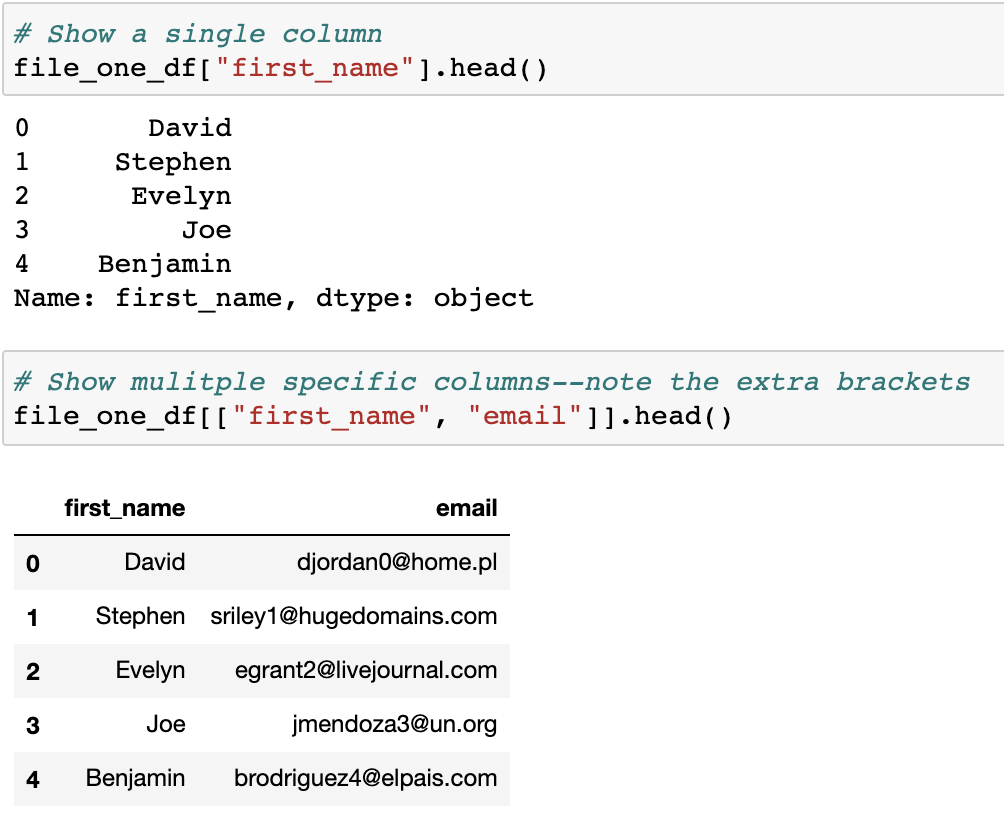 # Show a single column
file_one_df["first_name"].head()
0       David
1     Stephen
2      Evelyn
3         Joe
4    Benjamin
Name: first_name, dtype: object
# Show mulitple specific columns--note the extra brackets
file_one_df[["first_name", "email"]].head()
first_name email
0 David djordan0@home.pl
1 Stephen sriley1@hugedomains.com
2 Evelyn egrant2@livejournal.com
3 Joe jmendoza3@un.org
4 Benjamin brodriguez4@elpais.com